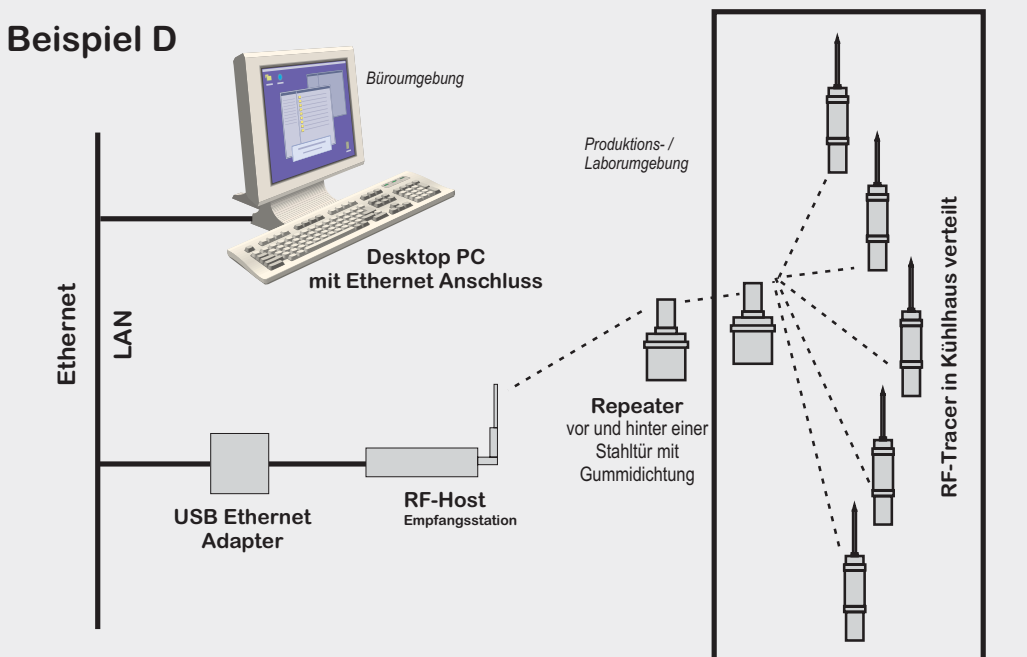 Beispiel D
Büroumgebung
Produktions- /
Laborumgebung
Desktop PC
mit Ethernet Anschluss
Ethernet
LAN
Repeater
vor und hinter einer
Stahltür mit
Gummidichtung
RF-Tracer in Kühlhaus verteilt
RF-Host
Empfangsstation
USB Ethernet
Adapter